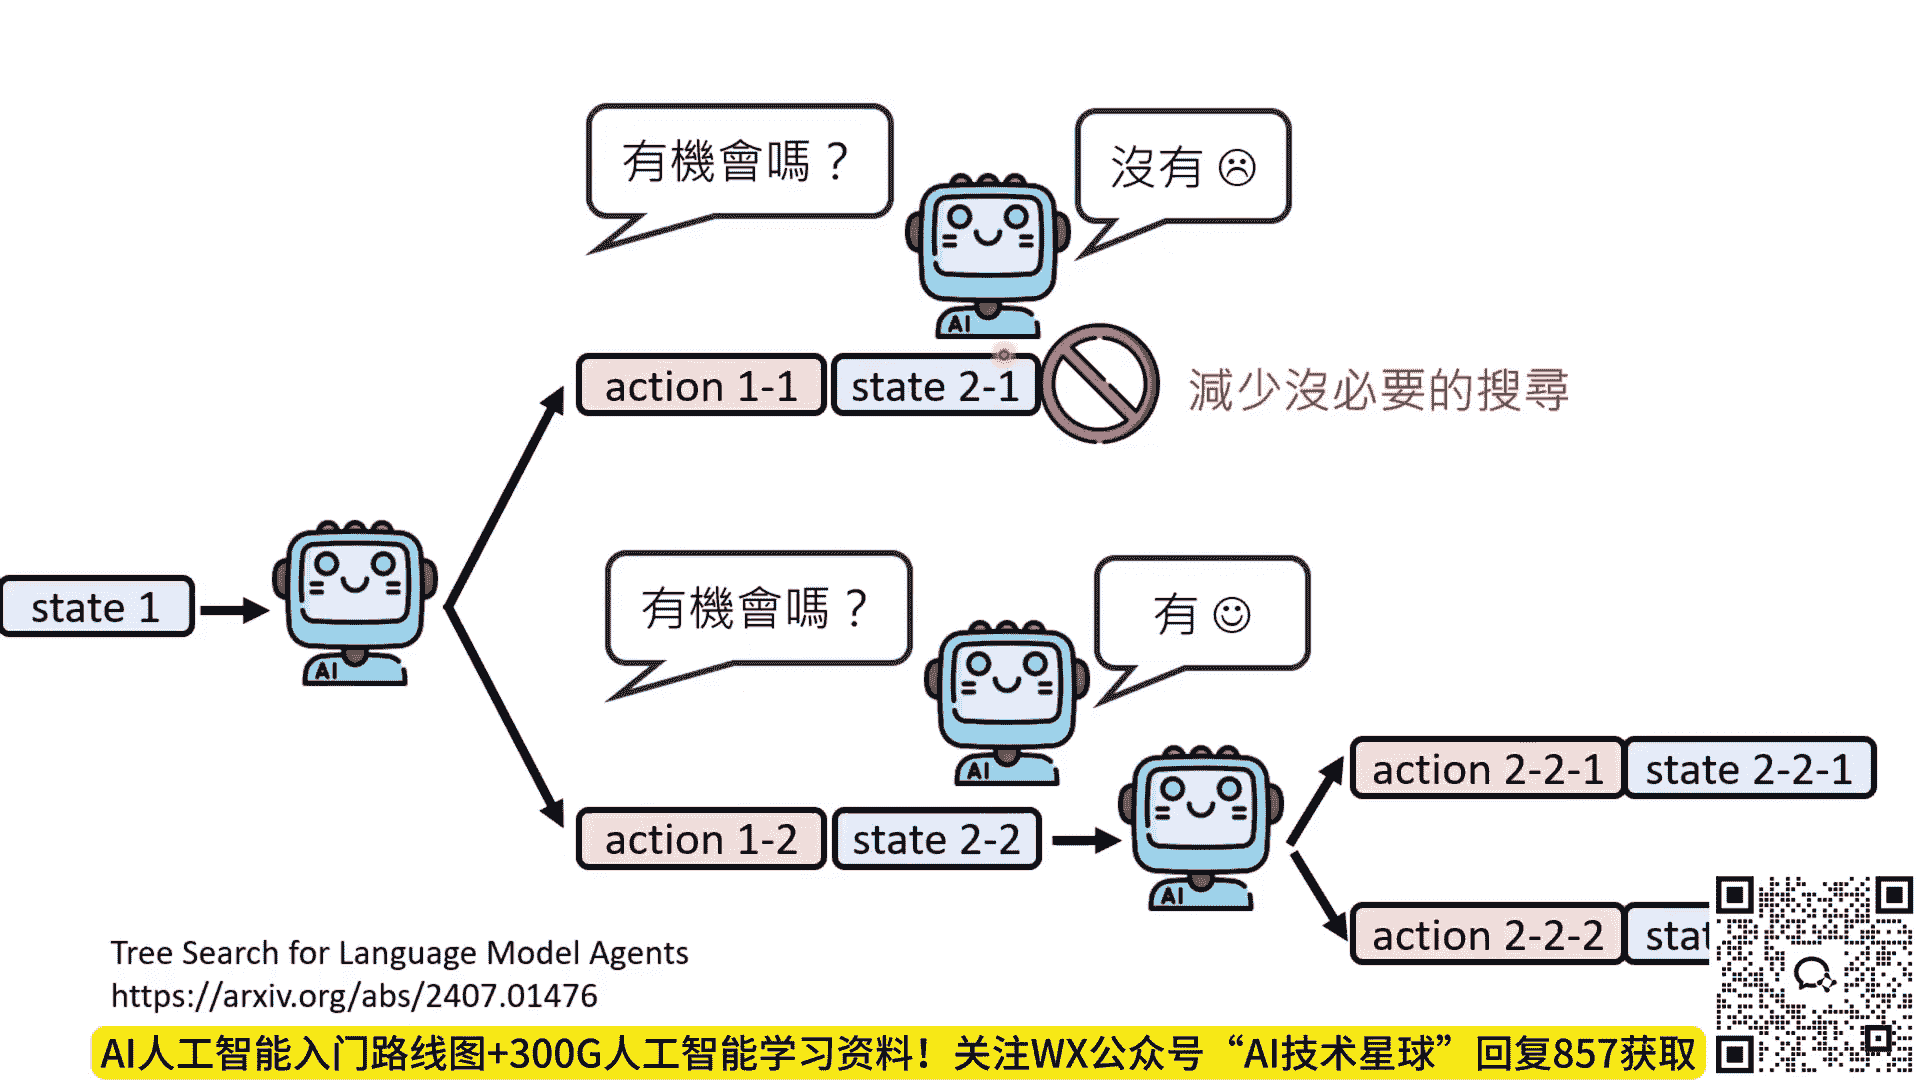 有機會嗎？
沒有
AI
action 1-1
state 2-1
減少沒必要的搜尋
state 1
AI
有機會嗎？
有
AI
action 1-2
state 2-2
AI
action 2-2-1
state 2-2-1
action 2-2-2
stat
Tree Search for Language Model Agents
https://arxiv.org/abs/2407.01476
AI人工智能入门路线图+300G人工智能学习资料！关注WX公众号“AI技术星球”回复857获取